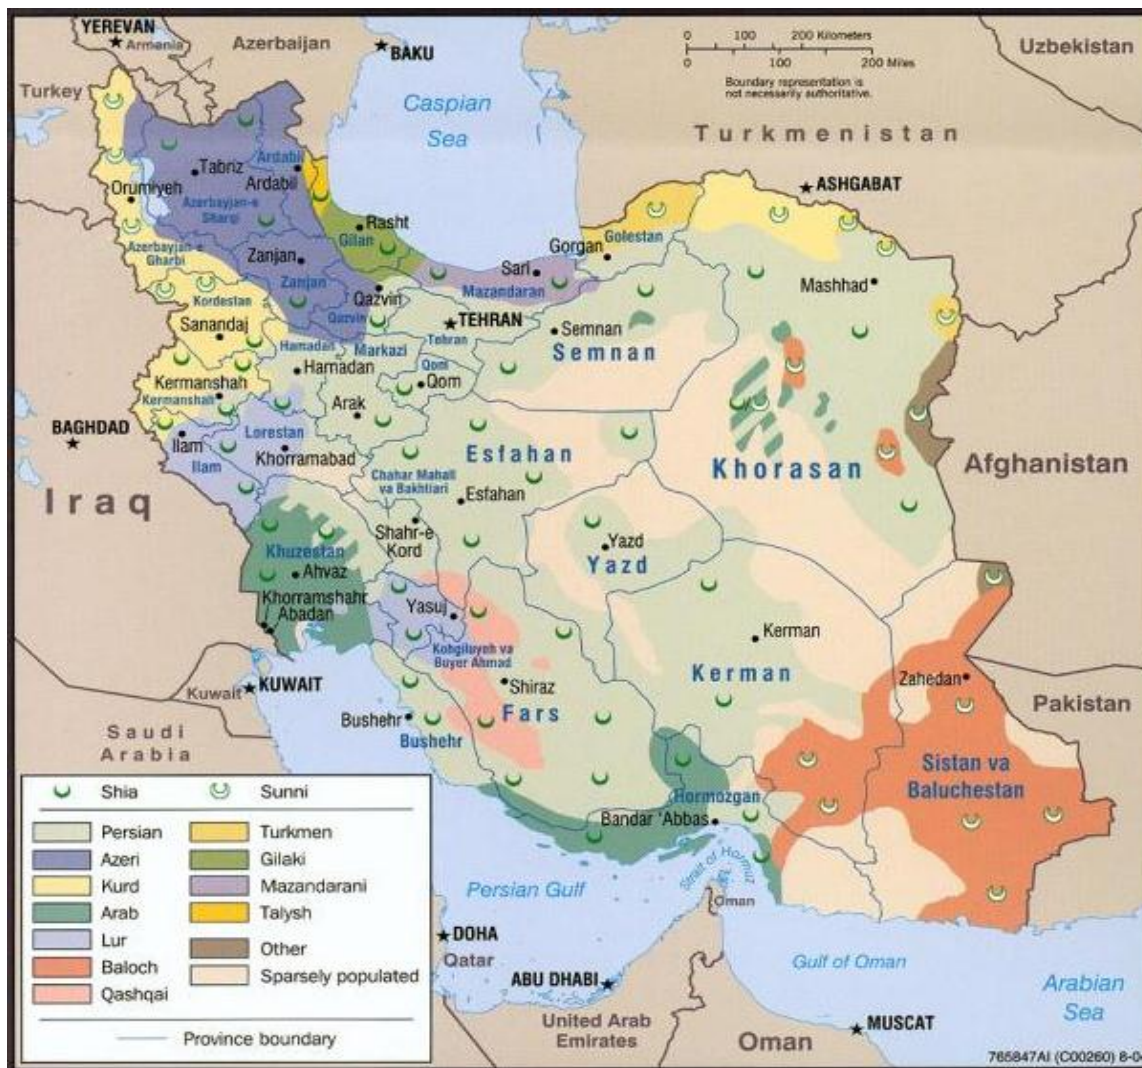 YEREVAN
Armenia
Azerbaijan
BAKU
0 100 200 Kilometers
0 100 200 Miles
Boundary representation is
not necessarily authoritative.
Uzbekistan
Turkey
Caspian
Sea
Turkmenistan
Tabriz
Ardabil
Ardabil
Orumiyeh
Azarbayjan-e
Sharqi
ASHGABAT
Rasht
Gilan
Azarbayjan-e
Gharbi
Gorgan
Golestan
Zanjan
Zanjan
Sari
Mazandaran
Mashhad
Kordestan
Qazvin
Qazvin
TEHRAN
Tehran
Semnan
Semnan
Sanandaj
Hamadan
Markazi
Hamadan
Qom
Qom
Kermanshah
Kermanshah
Arak
BAGHDAD
Ilam
Ilam
Lorestan
Khorramabad
Esfahan
Khorasan
Afghanistan
Iraq
Chahar Mahall
va Bakhtiari
Esfahan
Shahr-e
Kord
Yazd
Yazd
Khuzestan
Ahvaz
Khorramshahr
Abadan
Yasuj
Kohgiluyeh va
Buyer Ahmad
Kerman
Kerman
Kuwait
KUWAIT
Shiraz
Fars
Zahedan
Pakistan
Saudi
Arabia
Bushehr
Bushehr
Sistan va
Baluchestan
Hormozgan
Bandar 'Abbas
Strait of Hormuz
Oman
Persian Gulf
DOHA
Qatar
ABU DHABI
Gulf of Oman
Arabian
Sea
United Arab
Emirates
Oman
MUSCAT
Shia
Sunni
Persian
Azeri
Kurd
Arab
Lur
Baloch
Qashqai
Turkmen
Gilaki
Mazandarani
Talysh
Other
Sparsely populated
Province boundary
765847AI (C00260) 8-04